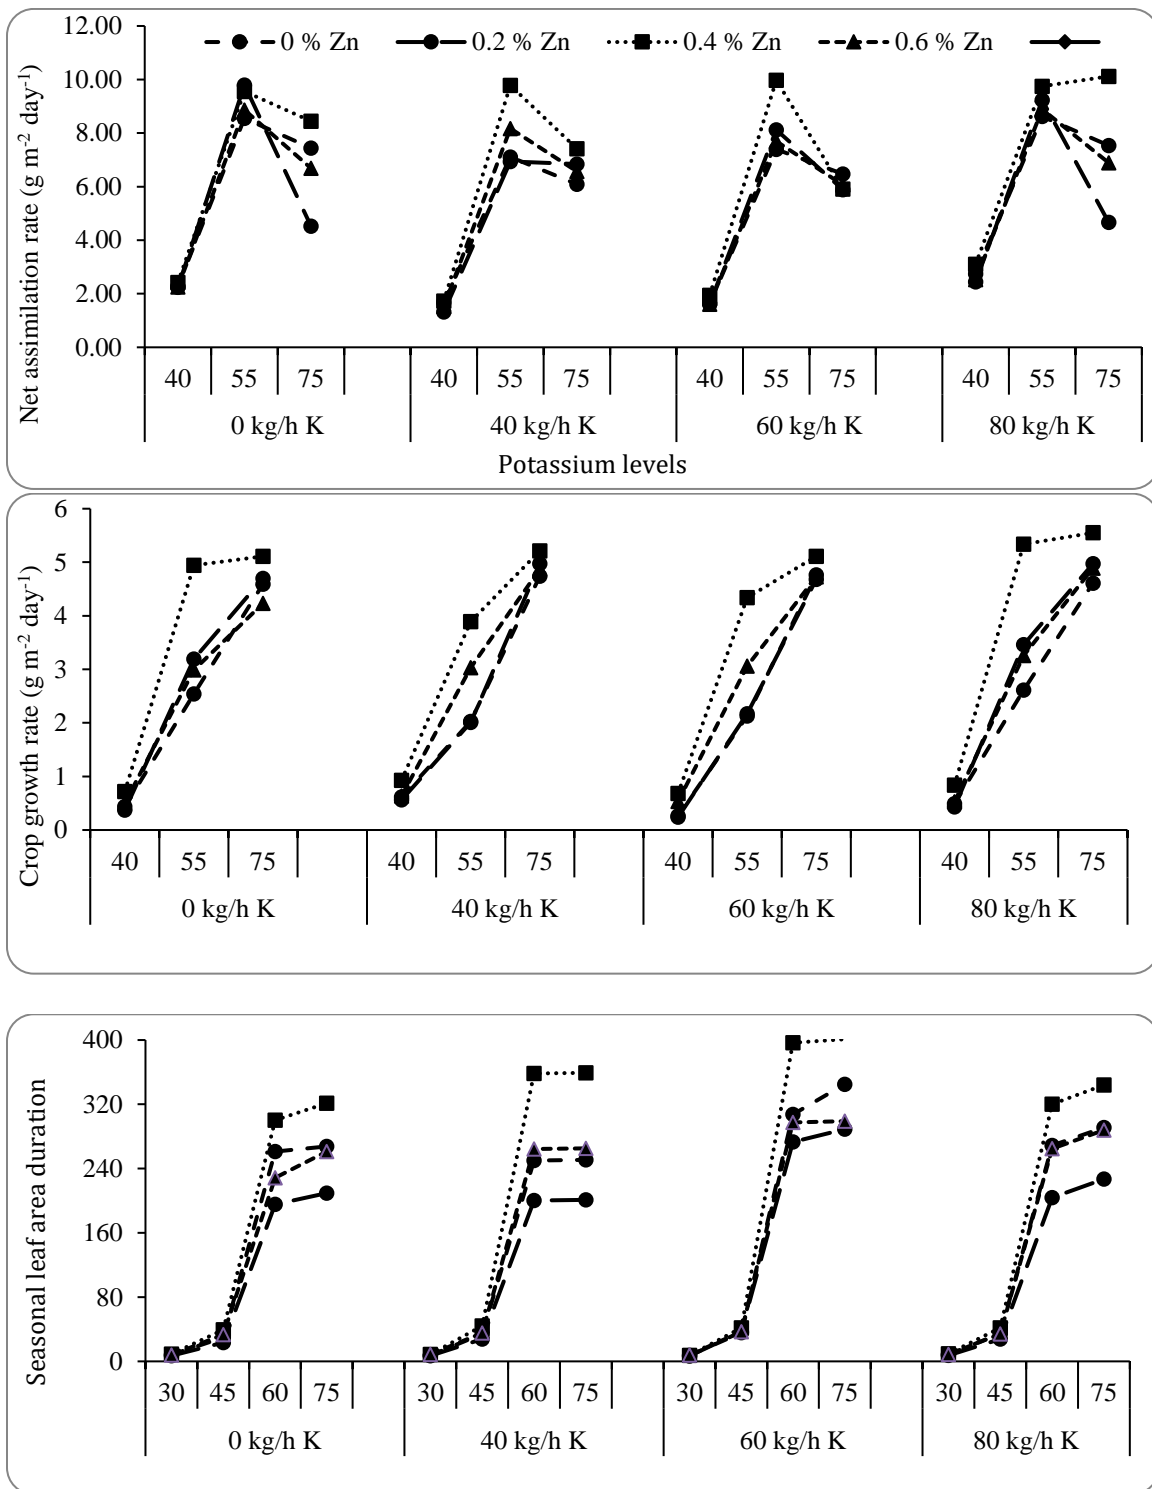 12.00
0 % Zn 0.2 % Zn 0.4 % Zn 0.6 % Zn
10.00
8.00
6.00
4.00
2.00
0.00
Net assimilation rate (g m⁻² day⁻¹)
40 55 75 40 55 75 40 55 75 40 55 75
0 kg/h K 40 kg/h K 60 kg/h K 80 kg/h K
Potassium levels
6
5
4
3
2
1
0
Crop growth rate (g m⁻² day⁻¹)
40 55 75 40 55 75 40 55 75 40 55 75
0 kg/h K 40 kg/h K 60 kg/h K 80 kg/h K
400
320
240
160
80
0
Seasonal leaf area duration
30 45 60 75 30 45 60 75 30 45 60 75 30 45 60 75
0 kg/h K 40 kg/h K 60 kg/h K 80 kg/h K